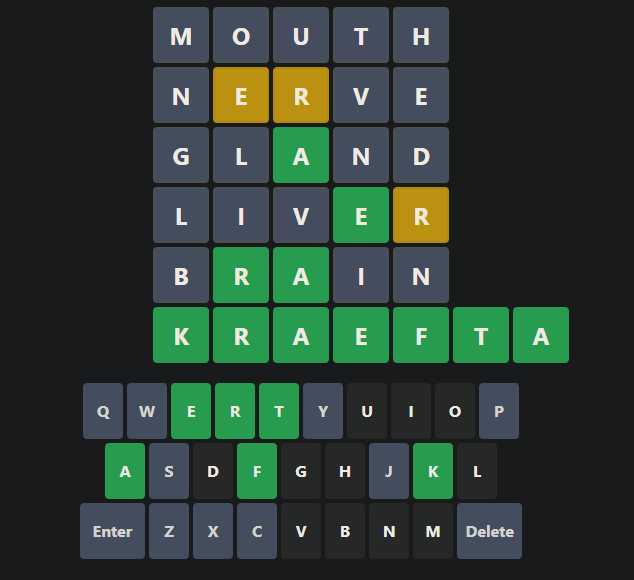 M O U T H
N E R V E
G L A N D
L I V E R
B R A I N
K R A E F T A
Q W E R T Y U I O P
A S D F G H J K L
Enter Z X C V B N M Delete